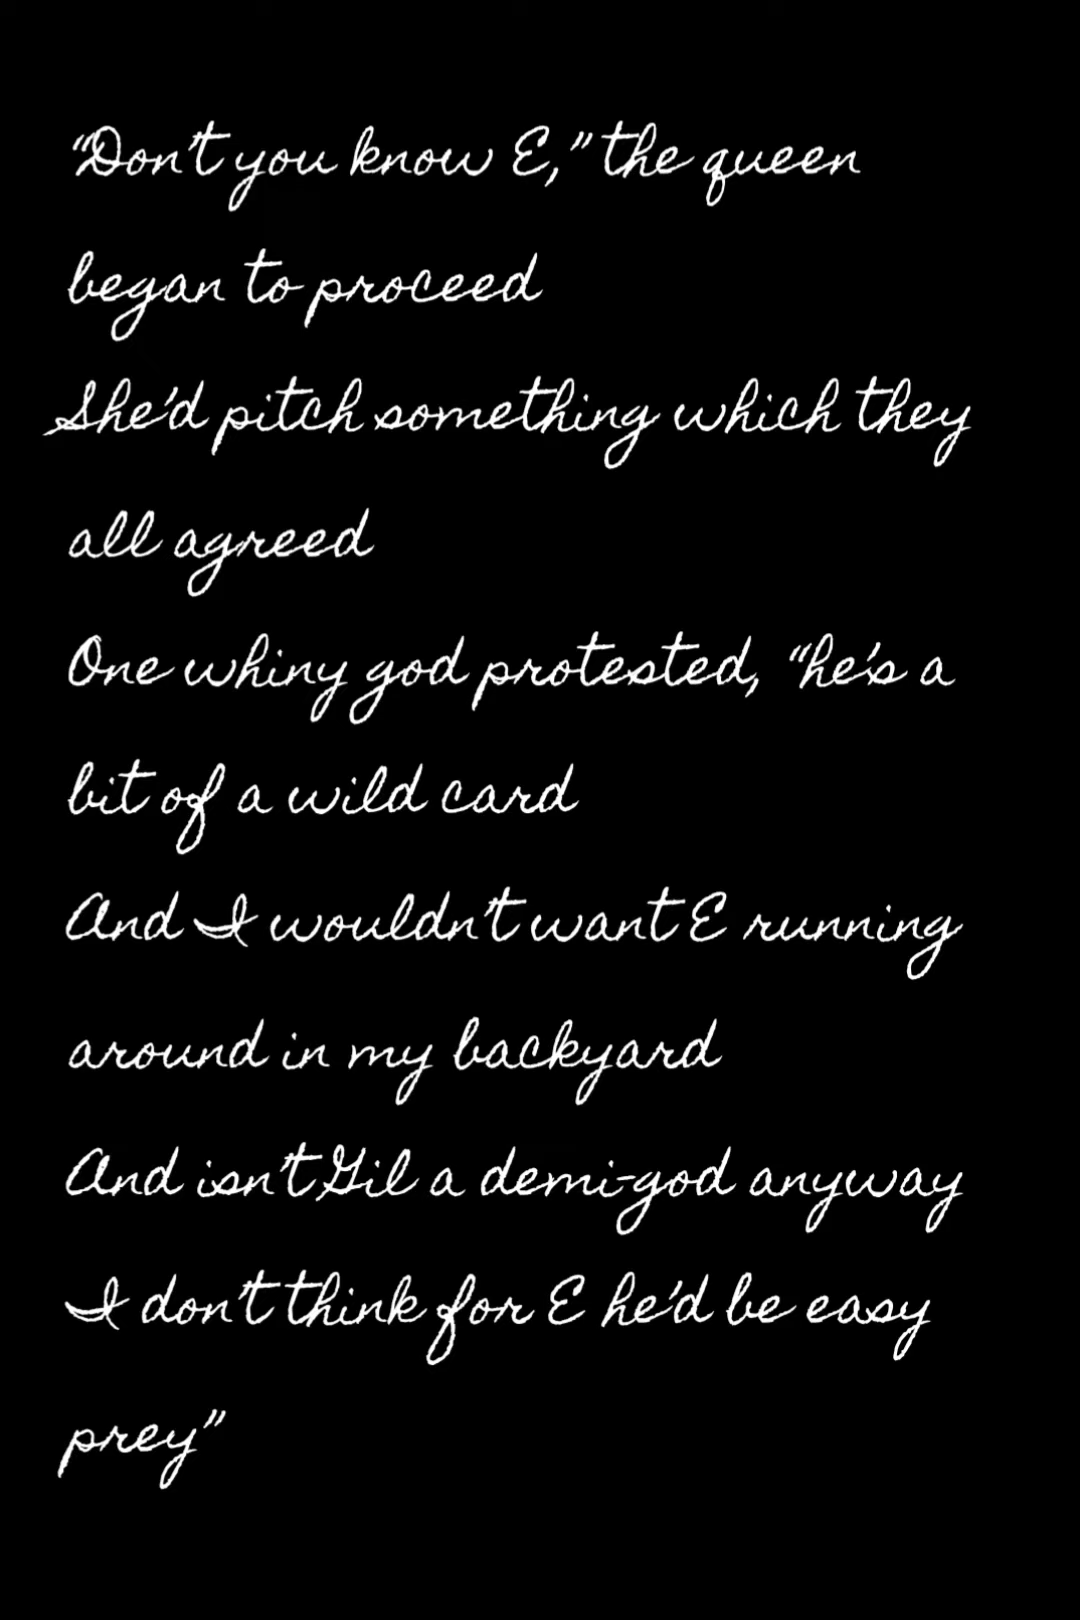 “Don’t you know E,” the queen
began to proceed
She’d pitch something which they
all agreed
One whiny god protested, “he’s a
bit of a wild card
And I wouldn’t want E running
around in my backyard
And isn’t Gil a demi-god anyway
I don’t think for E he’d be easy
prey”